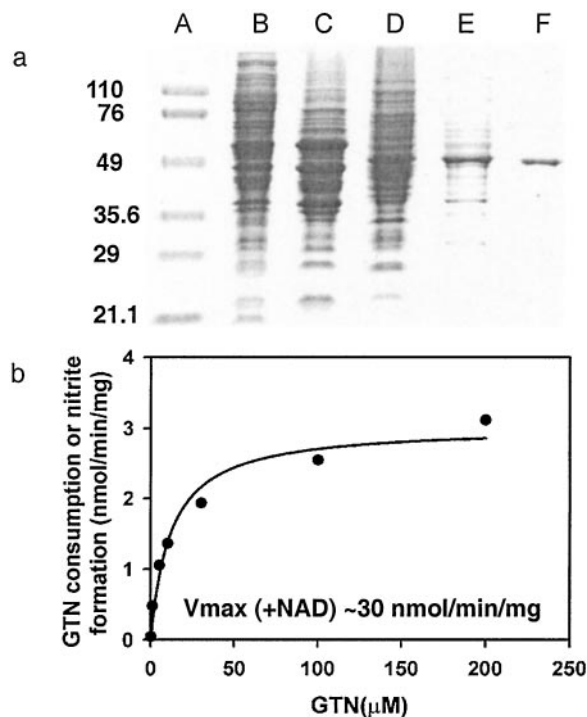 A B C D E F
a
110
76
49
35.6
29
21.1
b
GTN consumption or nitrite
formation (nmol/min/mg)
4
3
2
1
0
Vmax (+NAD) ~30 nmol/min/mg
0 50 100 150 200 250
GTN(μM)